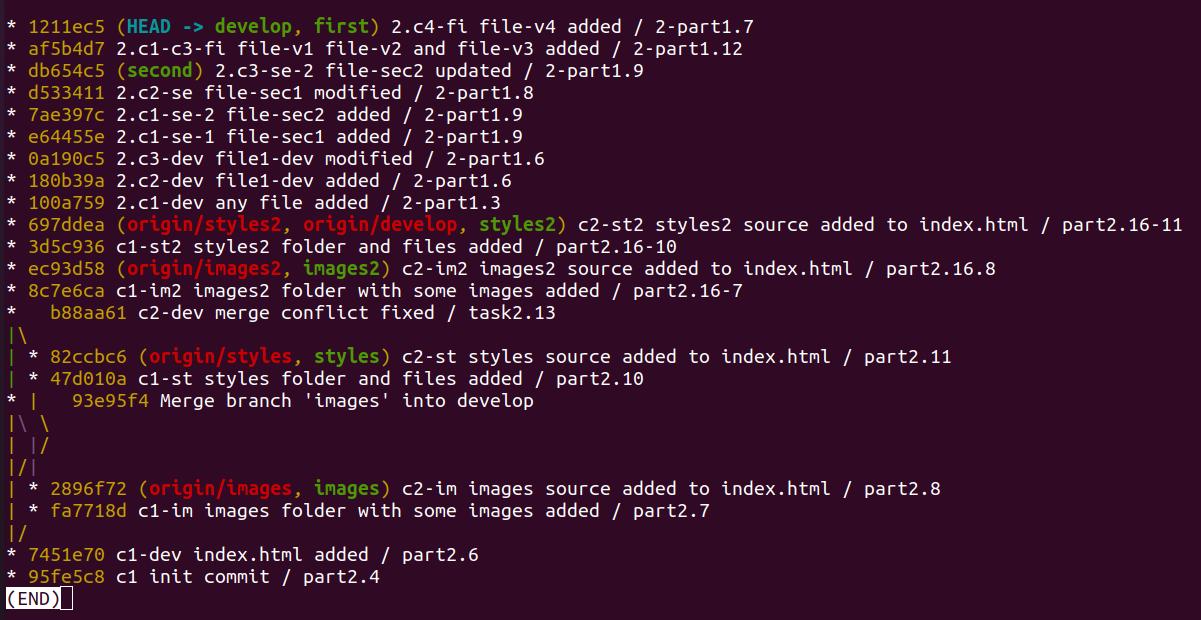 * 1211ec5 (HEAD -> develop, first) 2.c4-fi file-v4 added / 2-part1.7
* af5b4d7 2.c1-c3-fi file-v1 file-v2 and file-v3 added / 2-part1.12
* db654c5 (second) 2.c3-se-2 file-sec2 updated / 2-part1.9
* d533411 2.c2-se file-sec1 modified / 2-part1.8
* 7ae397c 2.c1-se-2 file-sec2 added / 2-part1.9
* e64455e 2.c1-se-1 file-sec1 added / 2-part1.9
* 0a190c5 2.c3-dev file1-dev modified / 2-part1.6
* 180b39a 2.c2-dev file1-dev added / 2-part1.6
* 100a759 2.c1-dev any file added / 2-part1.3
* 697ddea (origin/styles2, origin/develop, styles2) c2-st2 styles2 source added to index.html / part2.16-11
* 3d5c936 c1-st2 styles2 folder and files added / part2.16-10
* ec93d58 (origin/images2, images2) c2-im2 images2 source added to index.html / part2.16.8
* 8c7e6ca c1-im2 images2 folder with some images added / part2.16-7
*   b88aa61 c2-dev merge conflict fixed / task2.13
|\
| * 82ccbc6 (origin/styles, styles) c2-st styles source added to index.html / part2.11
| * 47d010a c1-st styles folder and files added / part2.10
* |   93e95f4 Merge branch 'images' into develop
|\ \
| |/
|/|
| * 2896f72 (origin/images, images) c2-im images source added to index.html / part2.8
| * fa7718d c1-im images folder with some images added / part2.7
|/
* 7451e70 c1-dev index.html added / part2.6
* 95fe5c8 c1 init commit / part2.4
(END)